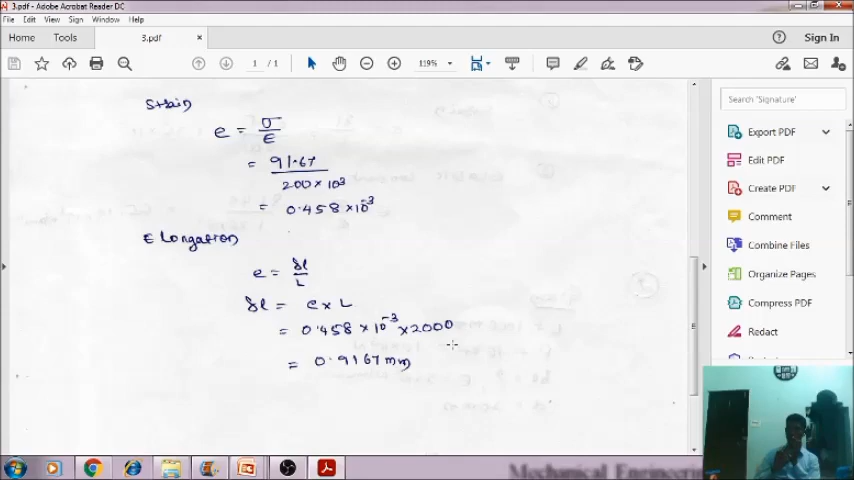 3.pdf - Adobe Acrobat Reader DC
File Edit View Sign Window Help
Home Tools 3.pdf × Sign In
1 / 1 119%
Strain
e = σ / E
= 91.67 / 200 × 10³
= 0.458 × 10⁻³
Elongation
e = δl / L
δl = e × L
= 0.458 × 10⁻³ × 2000
= 0.9167 mm
Search 'Signature'
Export PDF
Edit PDF
Create PDF
Comment
Combine Files
Organize Pages
Compress PDF
Redact
Mechanical Engineering